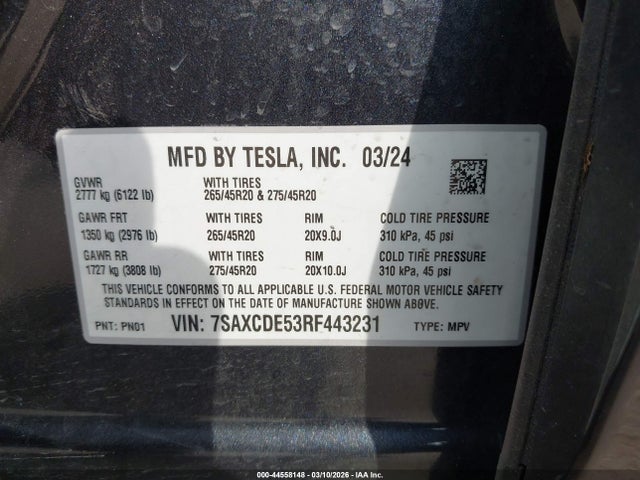 MFD BY TESLA, INC. 03/24
GVWR WITH TIRES
2777 kg (6122 lb) 265/45R20 & 275/45R20
GAWR FRT WITH TIRES RIM COLD TIRE PRESSURE
1350 kg (2976 lb) 265/45R20 20X9.0J 310 kPa, 45 psi
GAWR RR WITH TIRES RIM COLD TIRE PRESSURE
1727 kg (3808 lb) 275/45R20 20X10.0J 310 kPa, 45 psi
THIS VEHICLE CONFORMS TO ALL APPLICABLE U.S. FEDERAL MOTOR VEHICLE SAFETY
STANDARDS IN EFFECT ON THE DATE OF MANUFACTURE SHOWN ABOVE.
PNT: PN01 VIN: 7SAXCDE53RF443231 TYPE: MPV
000-44558148 - 03/10/2026 - IAA Inc.